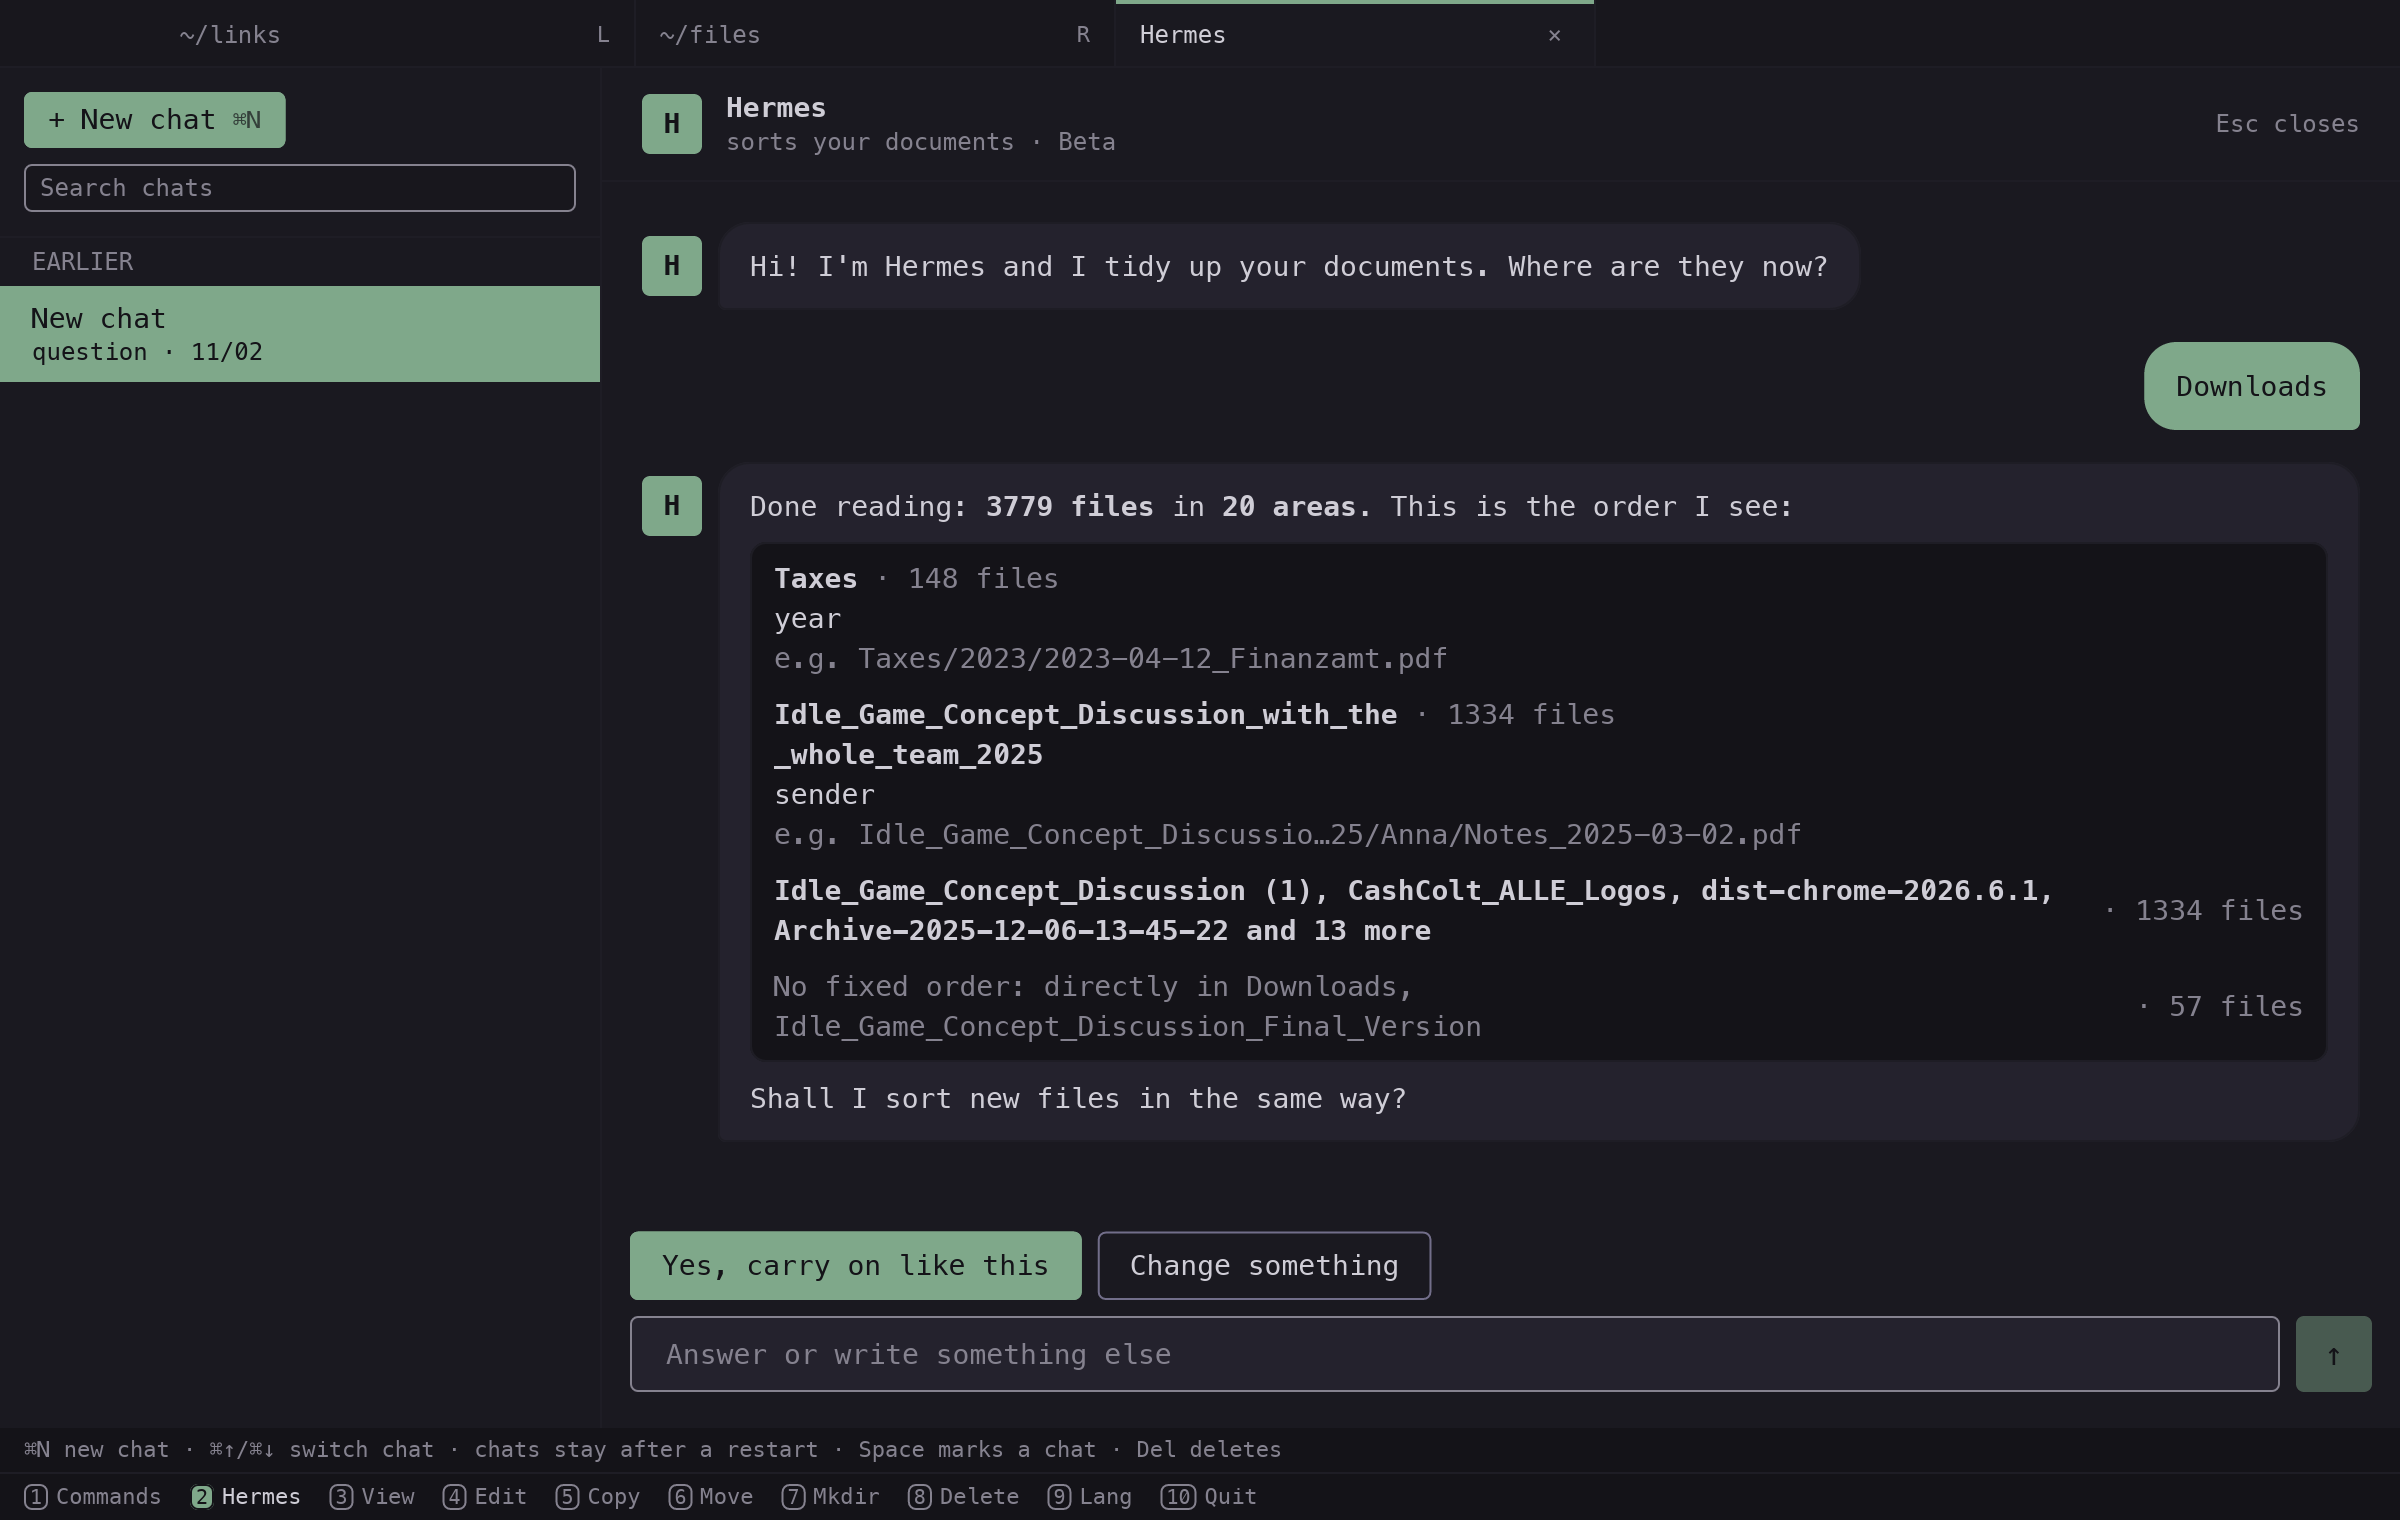 ~/links L ~/files R Hermes ×
+ New chat ⌘N
Search chats
EARLIER
New chat
question · 11/02
H Hermes
sorts your documents · Beta
Esc closes
H Hi! I'm Hermes and I tidy up your documents. Where are they now?
Downloads
H Done reading: 3779 files in 20 areas. This is the order I see:
Taxes · 148 files
year
e.g. Taxes/2023/2023-04-12_Finanzamt.pdf
Idle_Game_Concept_Discussion_with_the · 1334 files
_whole_team_2025
sender
e.g. Idle_Game_Concept_Discussio…25/Anna/Notes_2025-03-02.pdf
Idle_Game_Concept_Discussion (1), CashColt_ALLE_Logos, dist-chrome-2026.6.1,
Archive-2025-12-06-13-45-22 and 13 more
· 1334 files
No fixed order: directly in Downloads,
Idle_Game_Concept_Discussion_Final_Version
· 57 files
Shall I sort new files in the same way?
Yes, carry on like this Change something
Answer or write something else ↑
⌘N new chat · ⌘↑/⌘↓ switch chat · chats stay after a restart · Space marks a chat · Del deletes
1 Commands 2 Hermes 3 View 4 Edit 5 Copy 6 Move 7 Mkdir 8 Delete 9 Lang 10 Quit